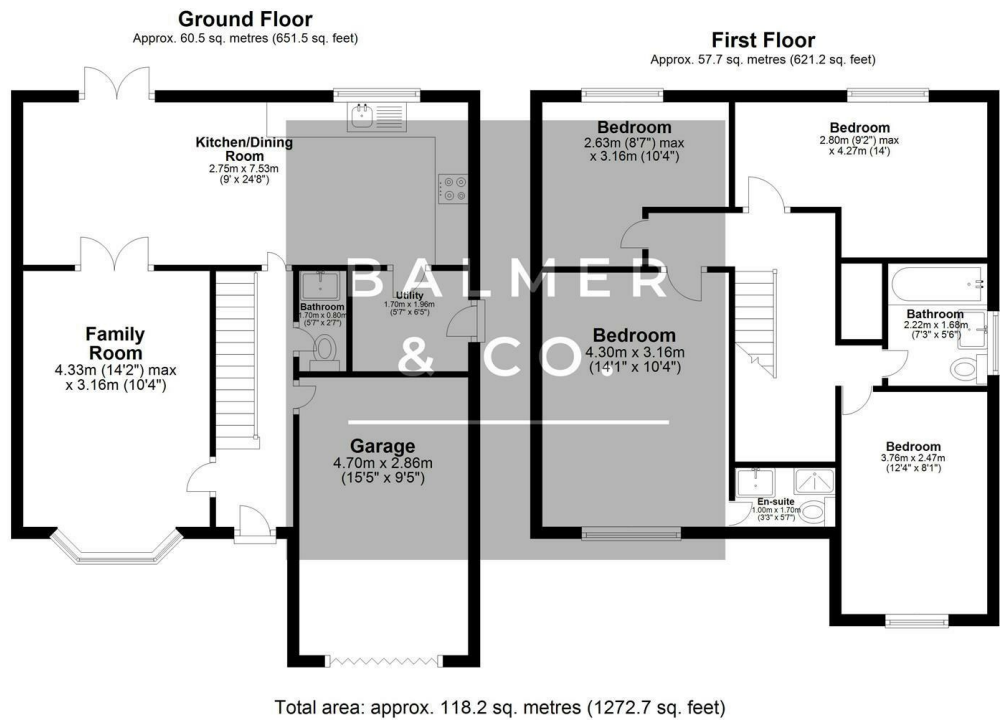 Ground Floor
Approx. 60.5 sq. metres (651.5 sq. feet)
Kitchen/Dining
Room
2.75m x 7.53m
(9' x 24'8")
Bathroom
1.70m x 0.80m
(5'7" x 2'7")
Utility
1.70m x 1.96m
(5'7" x 6'5")
Family
Room
4.33m (14'2") max
x 3.16m (10'4")
Garage
4.70m x 2.86m
(15'5" x 9'5")
First Floor
Approx. 57.7 sq. metres (621.2 sq. feet)
Bedroom
2.63m (8'7") max
x 3.16m (10'4")
Bedroom
2.80m (9'2") max
x 4.27m (14')
Bedroom
4.30m x 3.16m
(14'1" x 10'4")
Bathroom
2.22m x 1.68m
(7'3" x 5'6")
Bedroom
3.76m x 2.47m
(12'4" x 8'1")
En-suite
1.00m x 1.70m
(3'3" x 5'7")
BALMER
& CO.
Total area: approx. 118.2 sq. metres (1272.7 sq. feet)